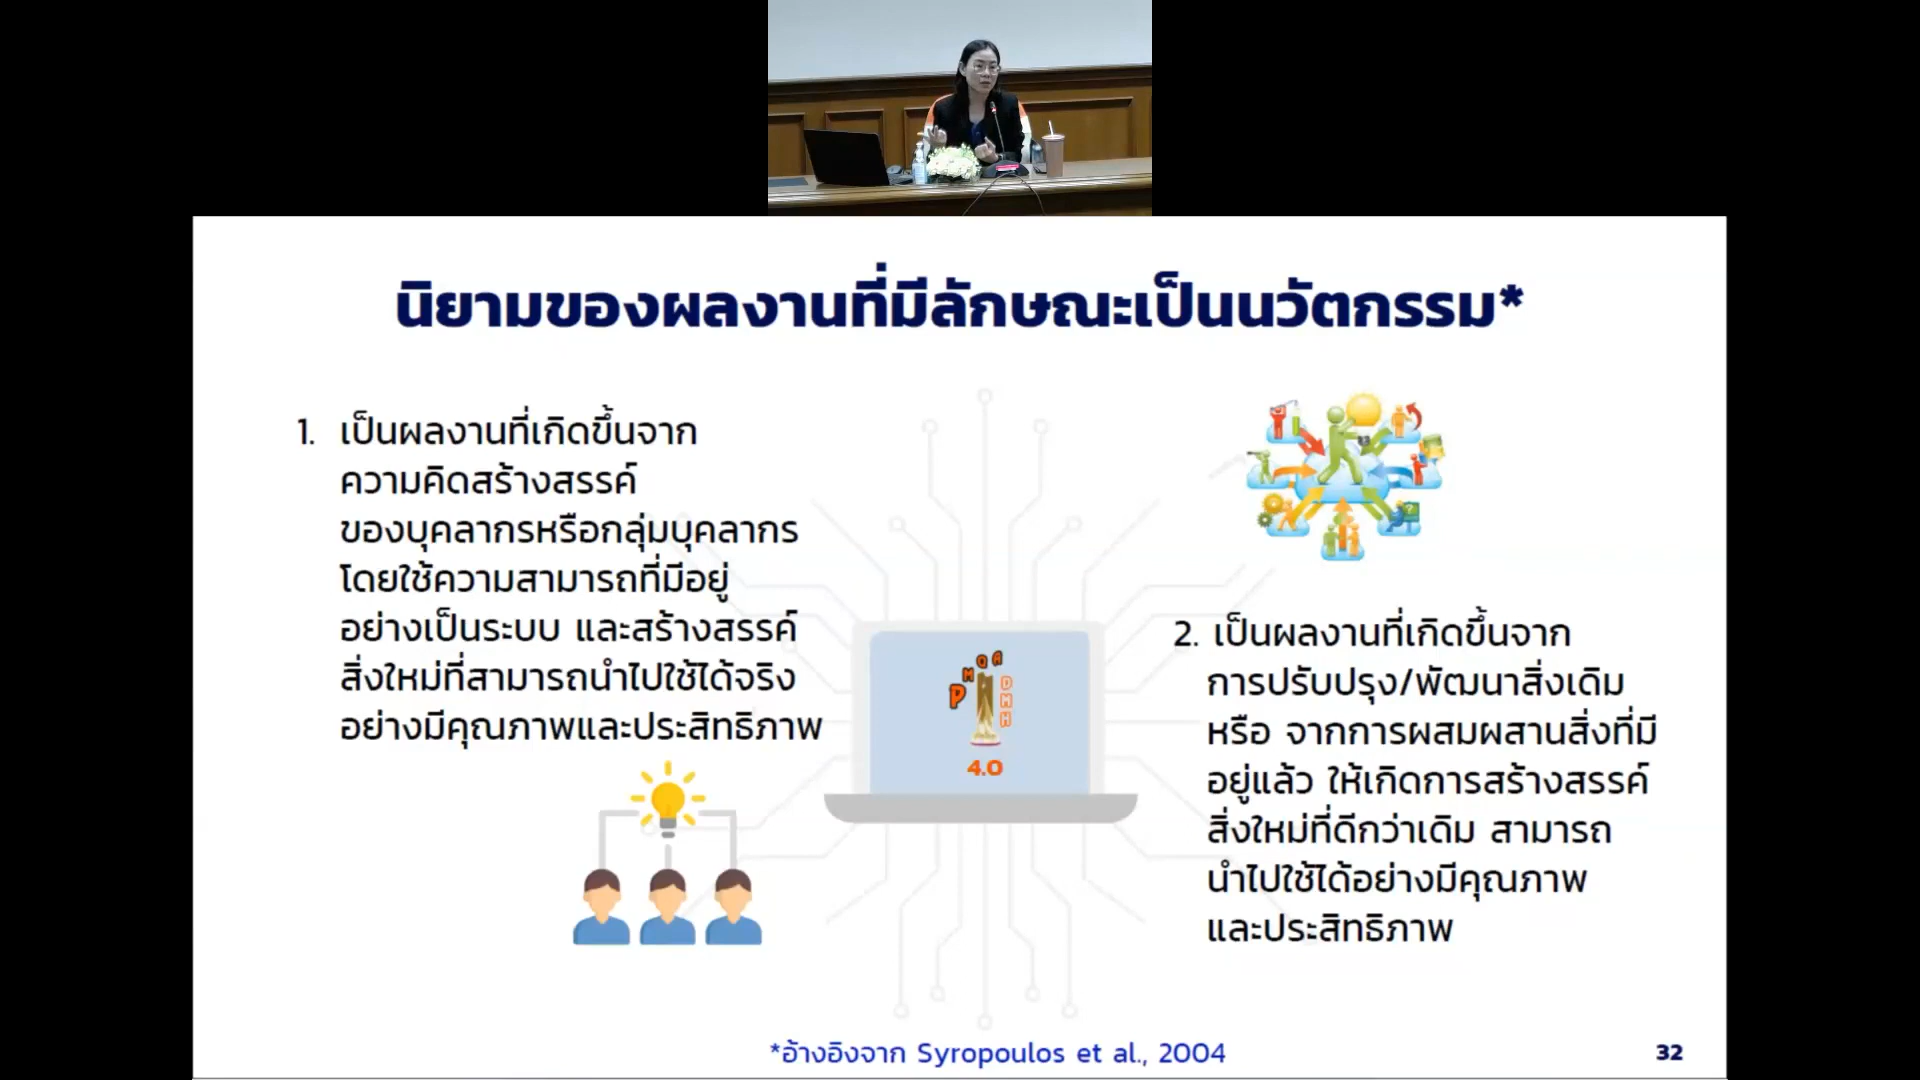 นิยามของผลงานที่มีลักษณะเป็นนวัตกรรม*
1. เป็นผลงานที่เกิดขึ้นจาก
ความคิดสร้างสรรค์
ของบุคลากรหรือกลุ่มบุคลากร
โดยใช้ความสามารถที่มีอยู่
อย่างเป็นระบบ และสร้างสรรค์
สิ่งใหม่ที่สามารถนำไปใช้ได้จริง
อย่างมีคุณภาพและประสิทธิภาพ
PMQA
DMH
4.0
2. เป็นผลงานที่เกิดขึ้นจาก
การปรับปรุง/พัฒนาสิ่งเดิม
หรือ จากการผสมผสานสิ่งที่มี
อยู่แล้ว ให้เกิดการสร้างสรรค์
สิ่งใหม่ที่ดีกว่าเดิม สามารถ
นำไปใช้ได้อย่างมีคุณภาพ
และประสิทธิภาพ
*อ้างอิงจาก Syropoulos et al., 2004
32